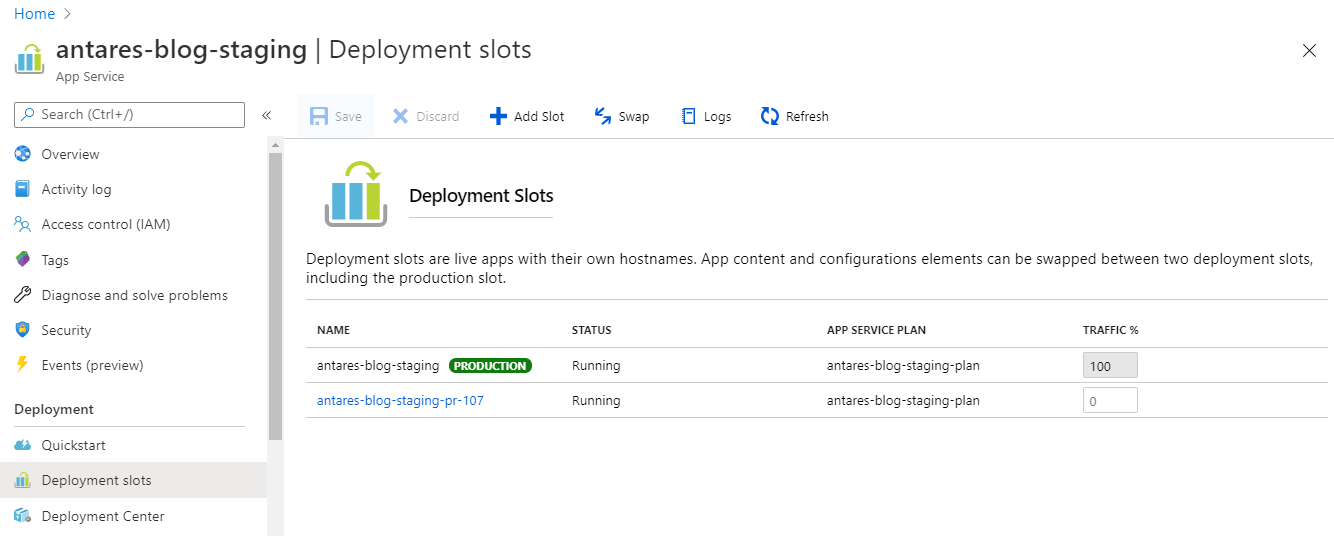 Home
antares-blog-staging | Deployment slots
App Service
Search (Ctrl+/)
Overview
Activity log
Access control (IAM)
Tags
Diagnose and solve problems
Security
Events (preview)
Deployment
Quickstart
Deployment slots
Deployment Center
Save Discard Add Slot Swap Logs Refresh
Deployment Slots
Deployment slots are live apps with their own hostnames. App content and configurations elements can be swapped between two deployment slots,
including the production slot.
NAME STATUS APP SERVICE PLAN TRAFFIC %
antares-blog-staging PRODUCTION Running antares-blog-staging-plan 100
antares-blog-staging-pr-107 Running antares-blog-staging-plan 0